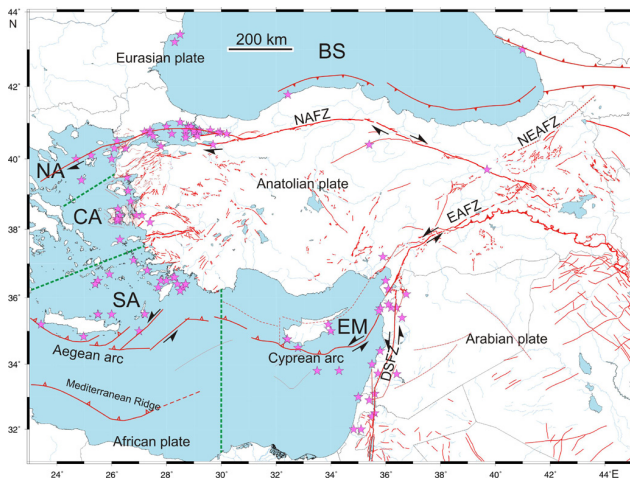 44°
N
42
40
38
36
34
32
24°
26°
28°
30°
32°
34°
36°
38°
40°
42°
44°E
Eurasian plate
200 km
BS
NAFZ
NEAFZ
NA
Anatolian plate
EAFZ
CA
SA
EM
Aegean arc
Cyprean arc
DSFZ
Arabian plate
Mediterranean Ridge
African plate